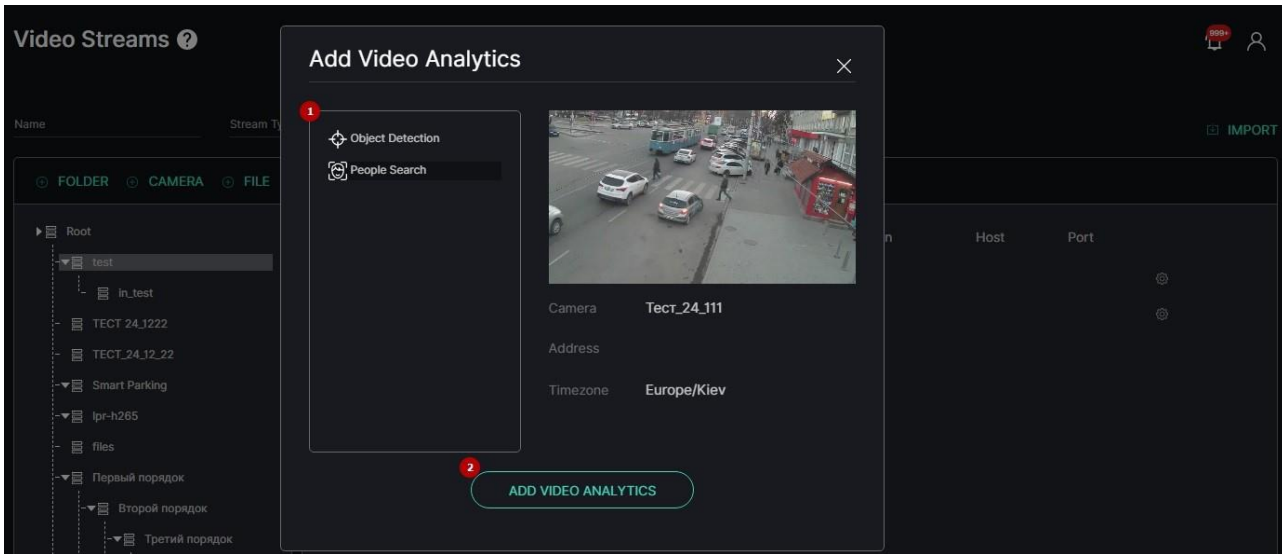 Video Streams ?
999+
Name
Stream Ty
IMPORT
FOLDER CAMERA FILE
Root
test
in_test
ТЕСТ 24_1222
ТЕСТ_24_12_22
Smart Parking
lpr-h265
files
Первый порядок
Второй порядок
Третий порядок
n Host Port
Add Video Analytics
1
Object Detection
People Search
Camera Тест_24_111
Address
Timezone Europe/Kiev
2
ADD VIDEO ANALYTICS